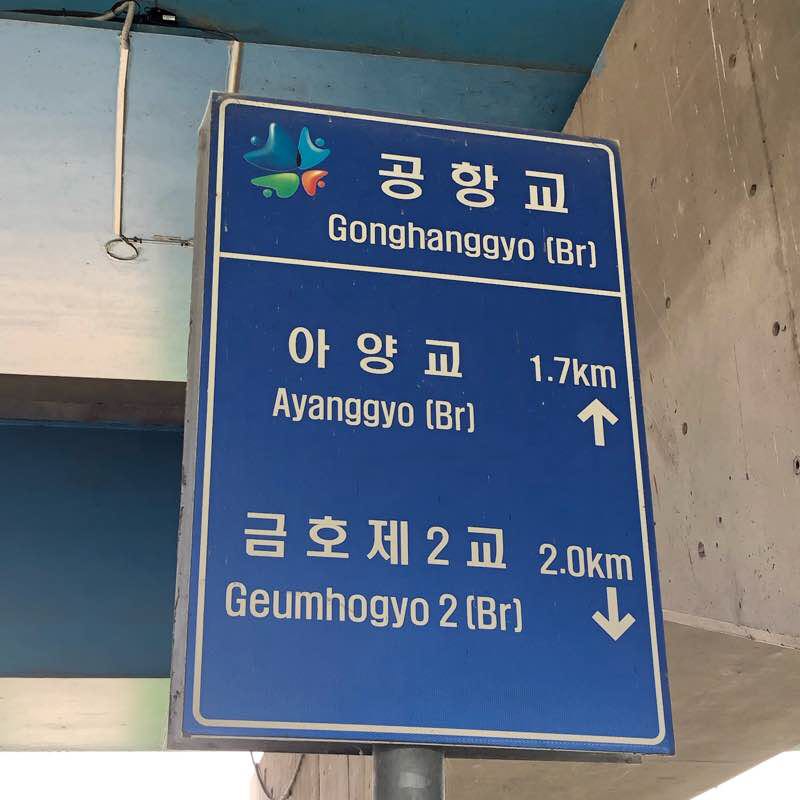 공항교
Gonghanggyo (Br)
아양교 1.7km
Ayanggyo (Br) ↑
금호제2교 2.0km
Geumhogyo 2 (Br) ↓